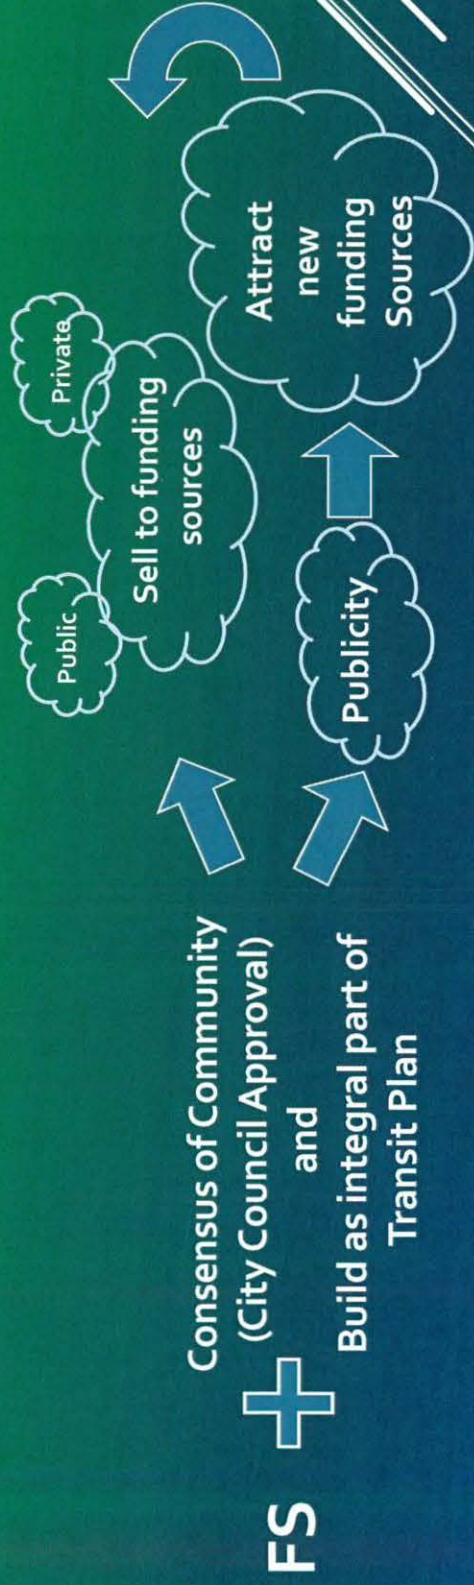 FS
Consensus of Community
(City Council Approval)
and
Build as integral part of
Transit Plan
Public
Private
Sell to funding
sources
Publicity
Attract
new
funding
Sources